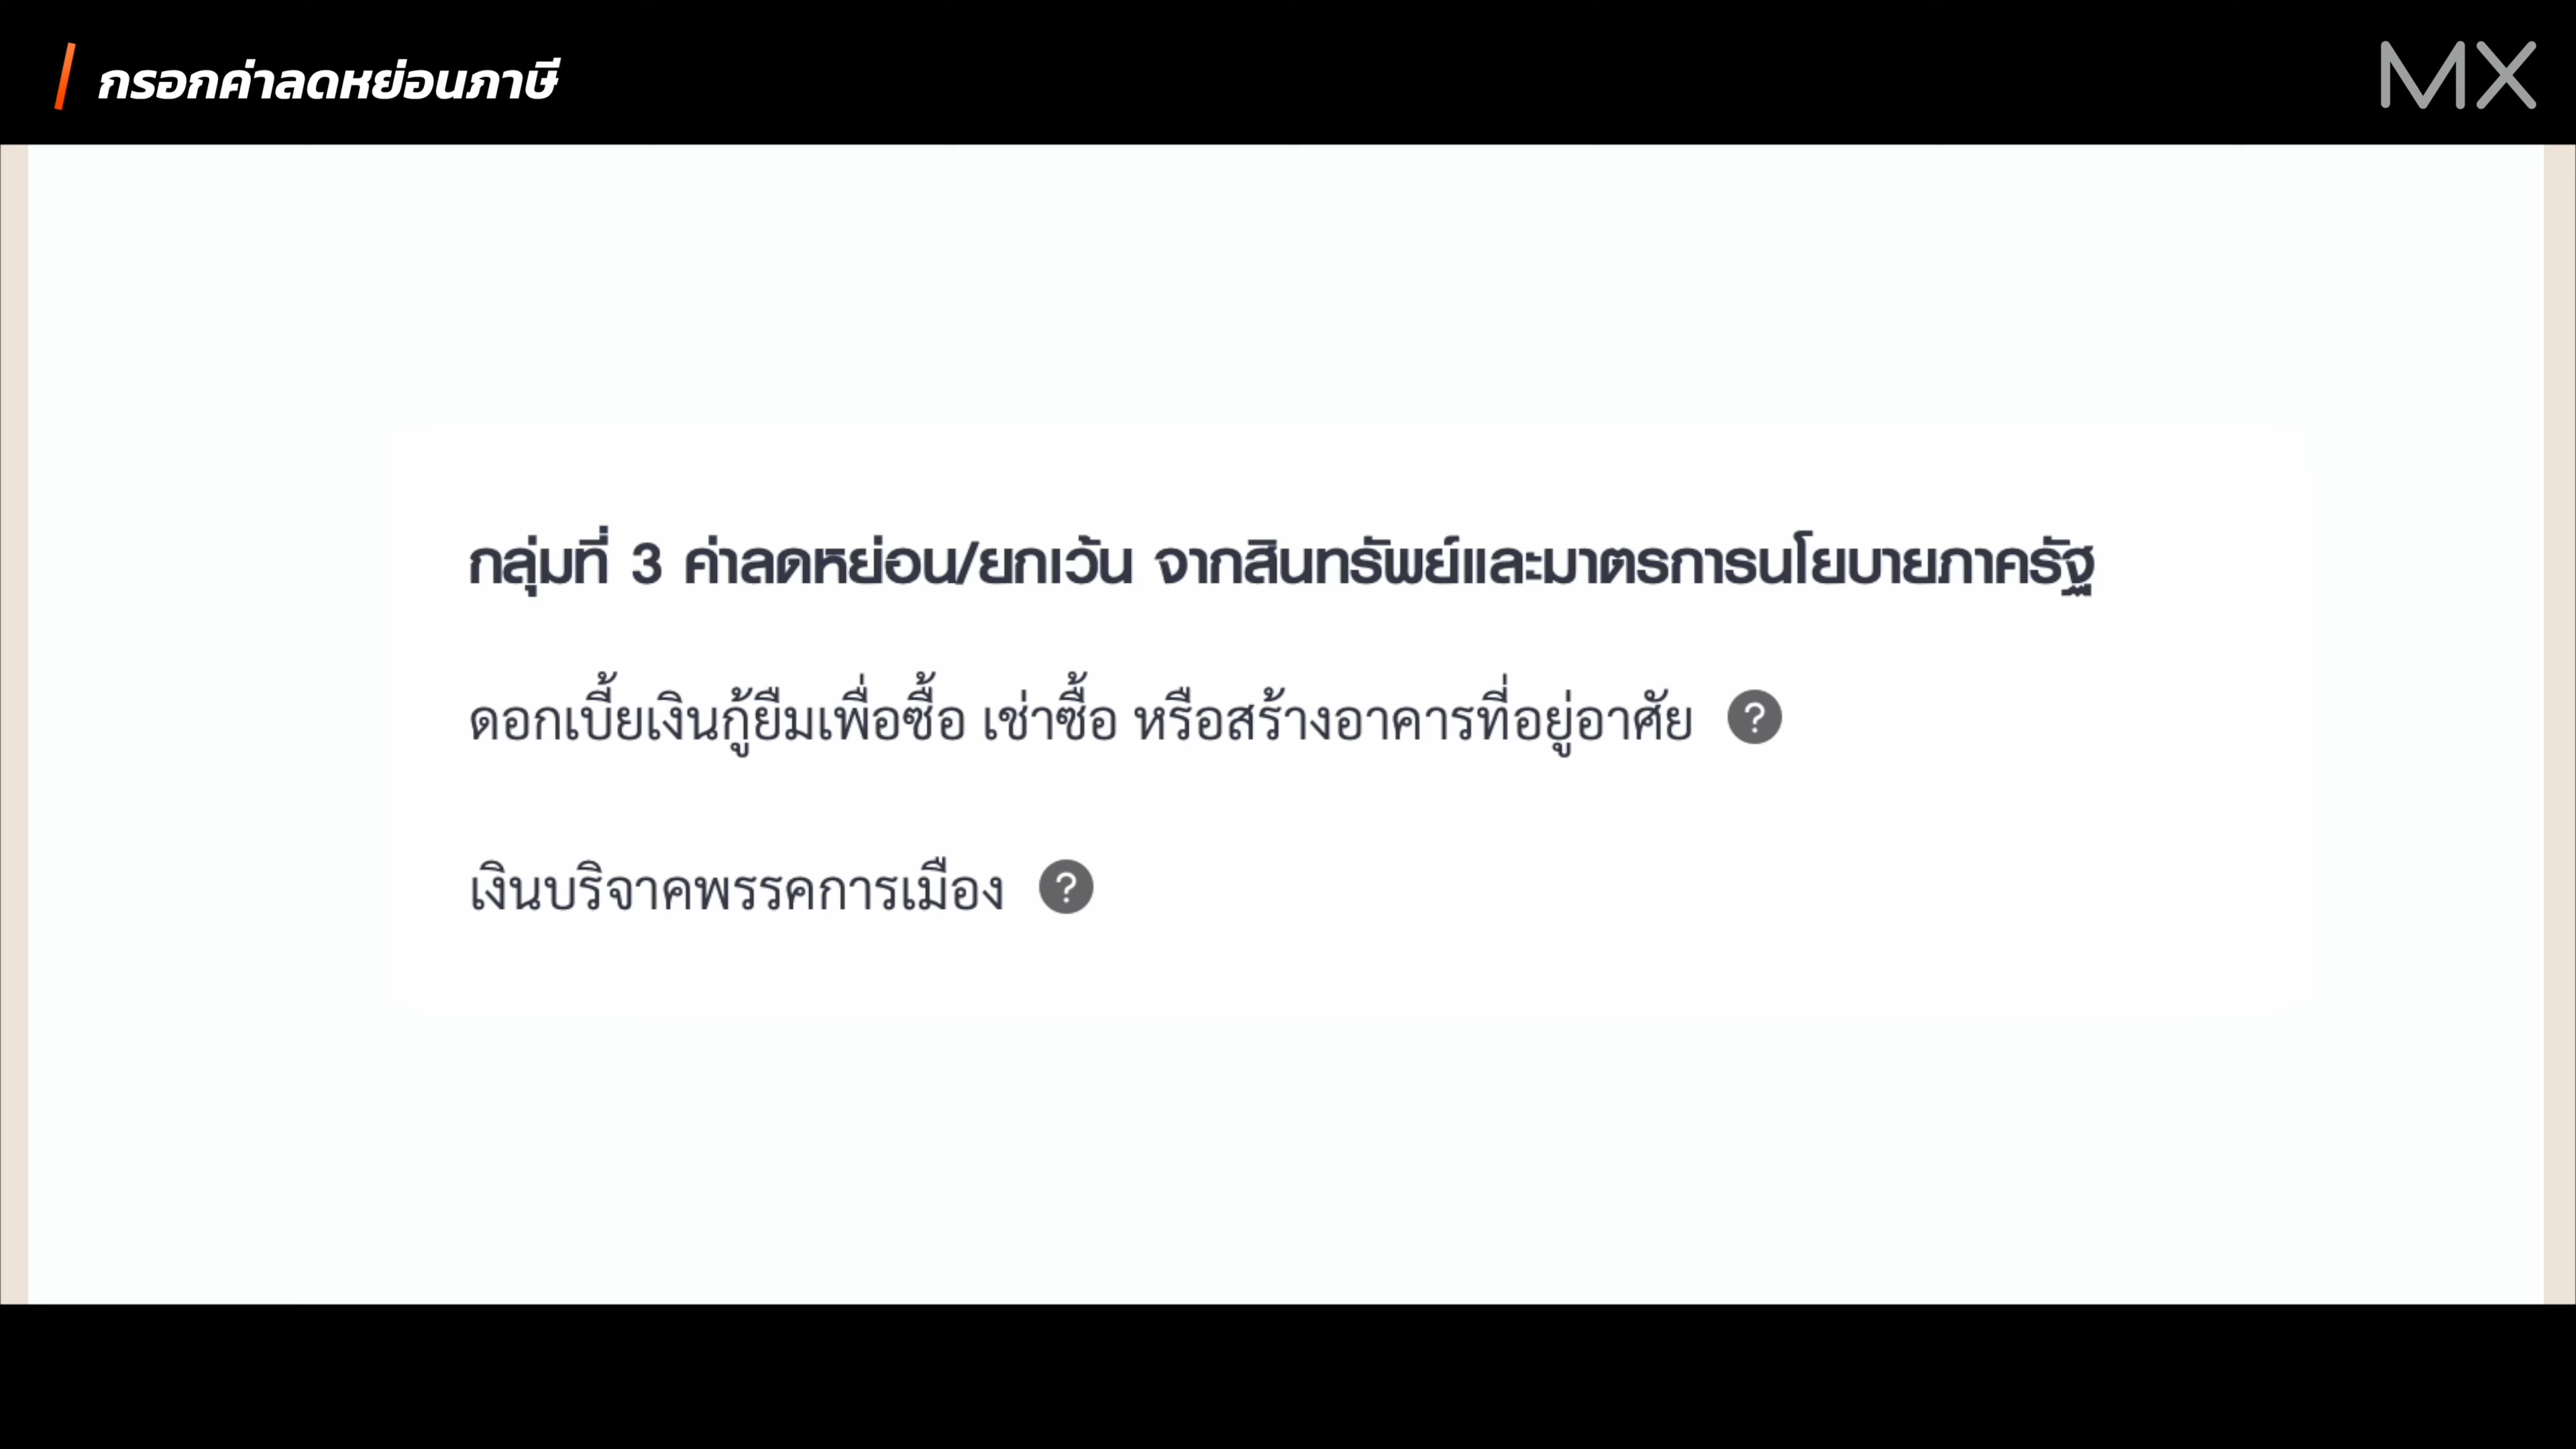 กรอกค่าลดหย่อนภาษี
MX
กลุ่มที่ 3 ค่าลดหย่อน/ยกเว้น จากสินทรัพย์และมาตรการนโยบายภาครัฐ
ดอกเบี้ยเงินกู้ยืมเพื่อซื้อ เช่าซื้อ หรือสร้างอาคารที่อยู่อาศัย ?
เงินบริจาคพรรคการเมือง ?